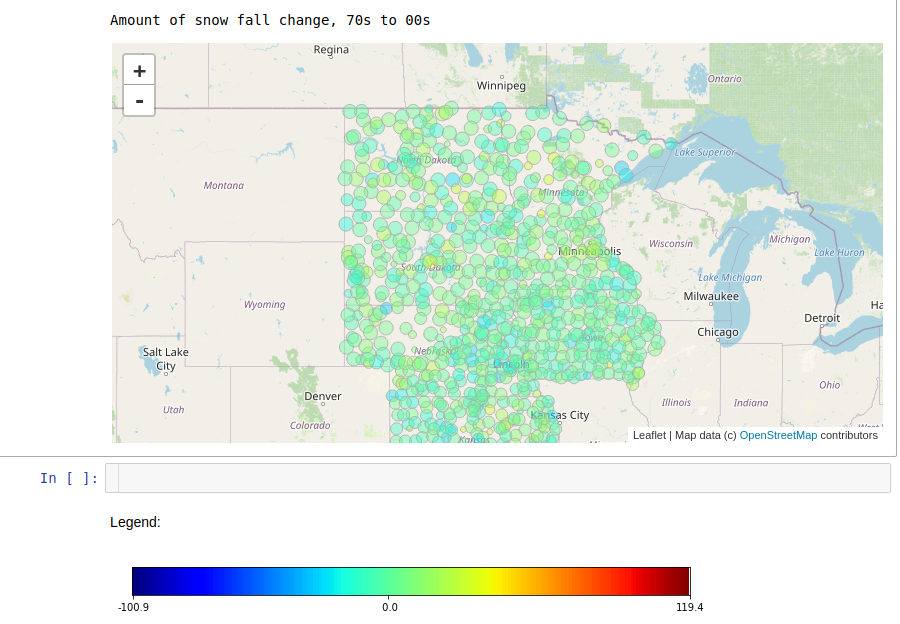 Amount of snow fall change, 70s to 00s
+
-
Regina
Winnipeg
Ontario
North Dakota
Lake Superior
Montana
Minnesota
Minneapolis
Wisconsin
Michigan
Lake Huron
South Dakota
Lake Michigan
Wyoming
Milwaukee
Ha
Detroit
Chicago
Iowa
Salt Lake
City
Nebraska
Lincoln
Ohio
Denver
Illinois
Indiana
Utah
Kansas City
Colorado
Kansas
Leaflet | Map data (c) OpenStreetMap contributors
In [ ]:
Legend:
-100.9 0.0 119.4